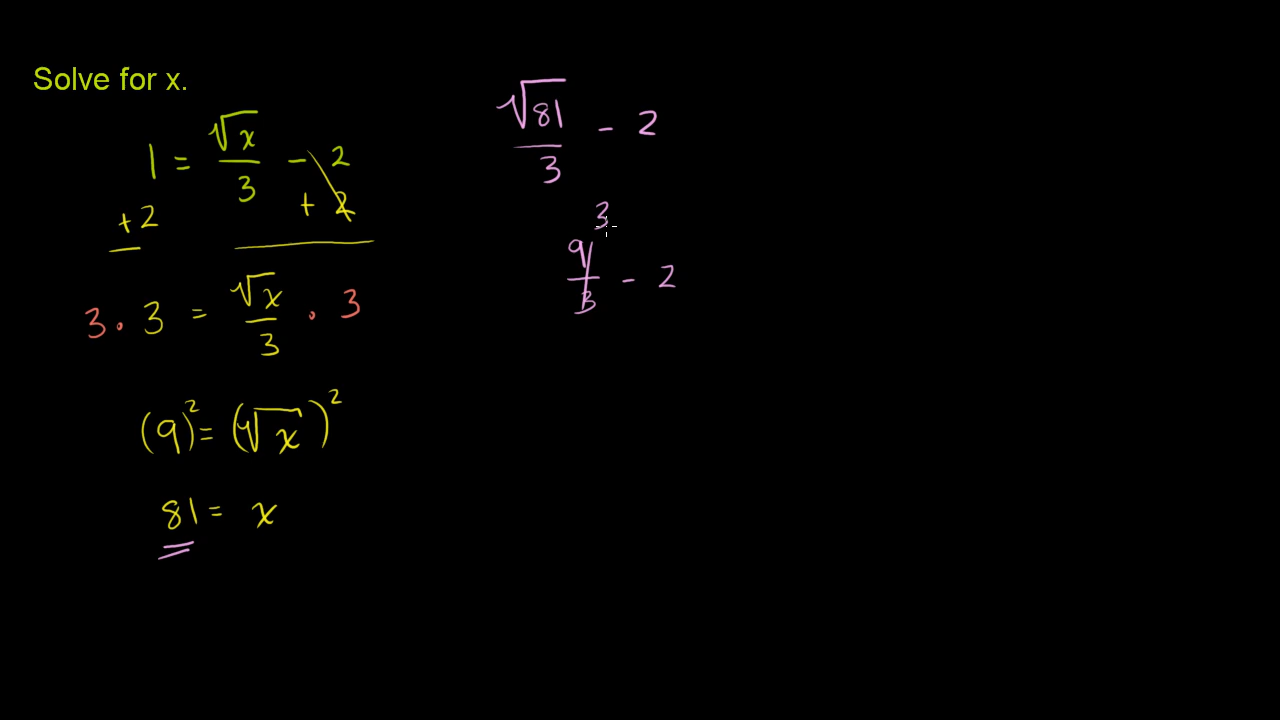 Solve for x.
1 = √x/3 - 2
+2 + 2
3 · 3 = √x/3 · 3
(9)² = (√x)²
81 = x
√81/3 - 2
3
9/3 - 2